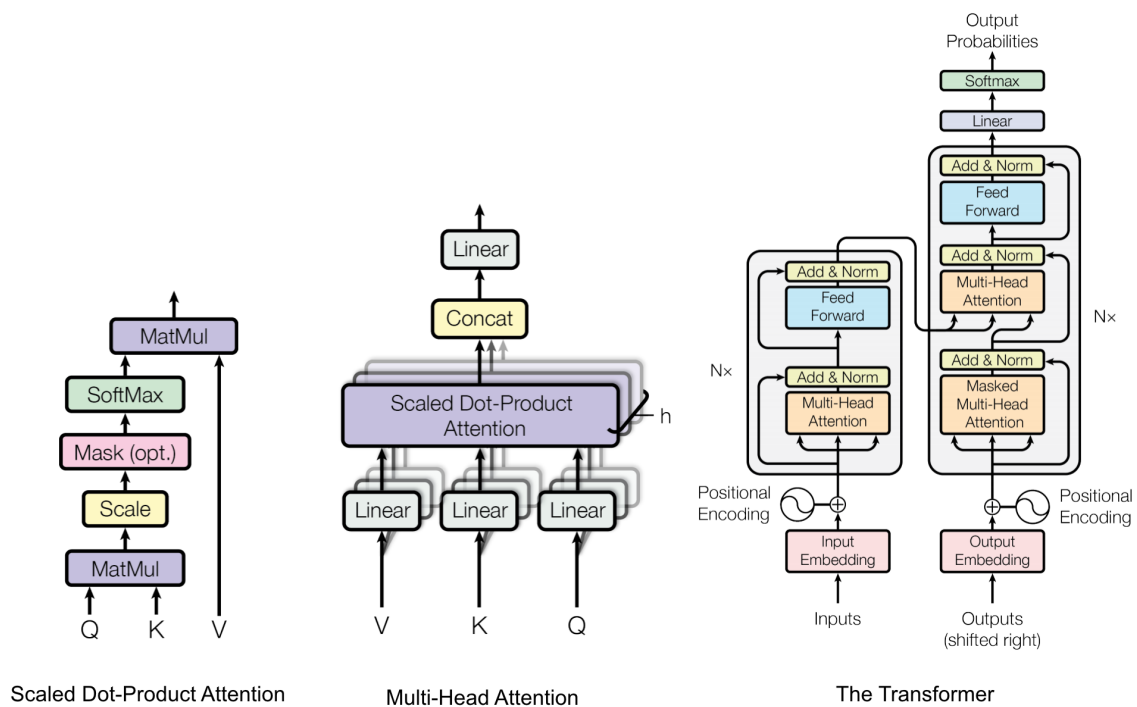 MatMul
SoftMax
Mask (opt.)
Scale
MatMul
Q K V
Scaled Dot-Product Attention
Linear
Concat
Scaled Dot-Product
Attention
h
Linear Linear Linear
V K Q
Multi-Head Attention
Output
Probabilities
Softmax
Linear
Add & Norm
Feed
Forward
Add & Norm
Multi-Head
Attention
Nx
Add & Norm
Masked
Multi-Head
Attention
Positional
Encoding
Output
Embedding
Outputs
(shifted right)
Add & Norm
Feed
Forward
Nx
Add & Norm
Multi-Head
Attention
Positional
Encoding
Input
Embedding
Inputs
The Transformer